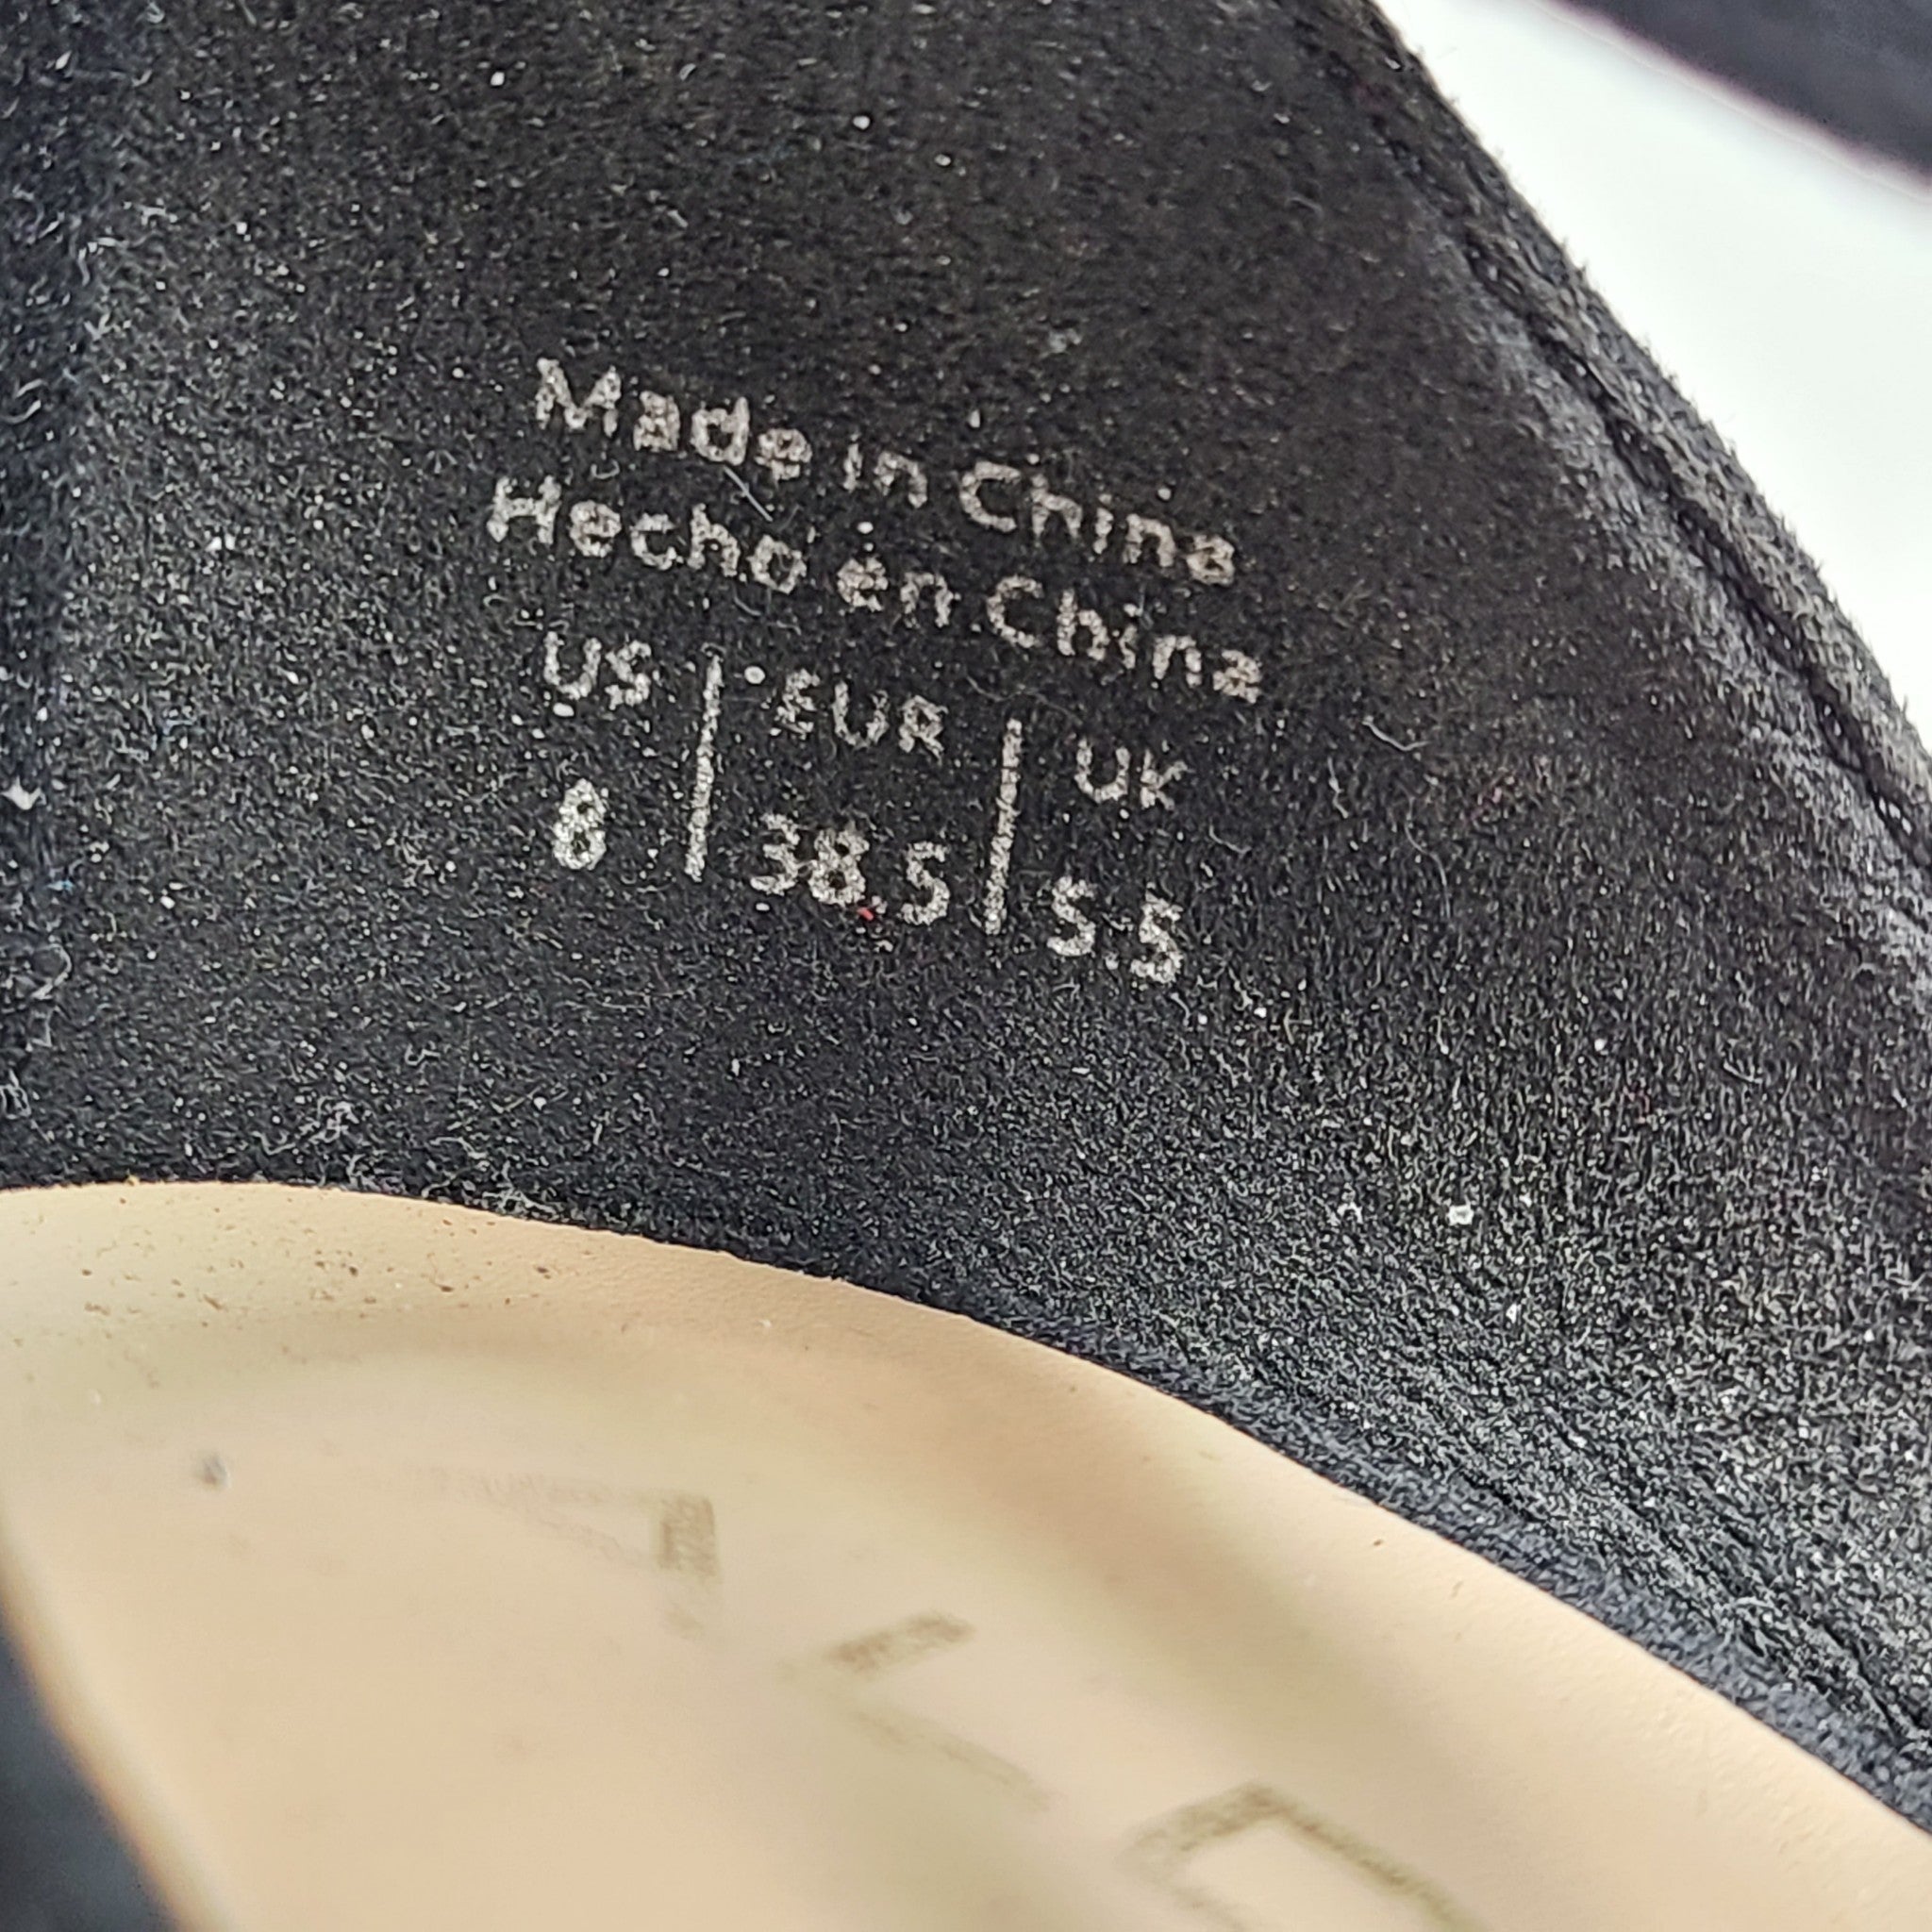 Made in China
Hecho en China
US | EUR | UK
8 | 38.5 | 5.5